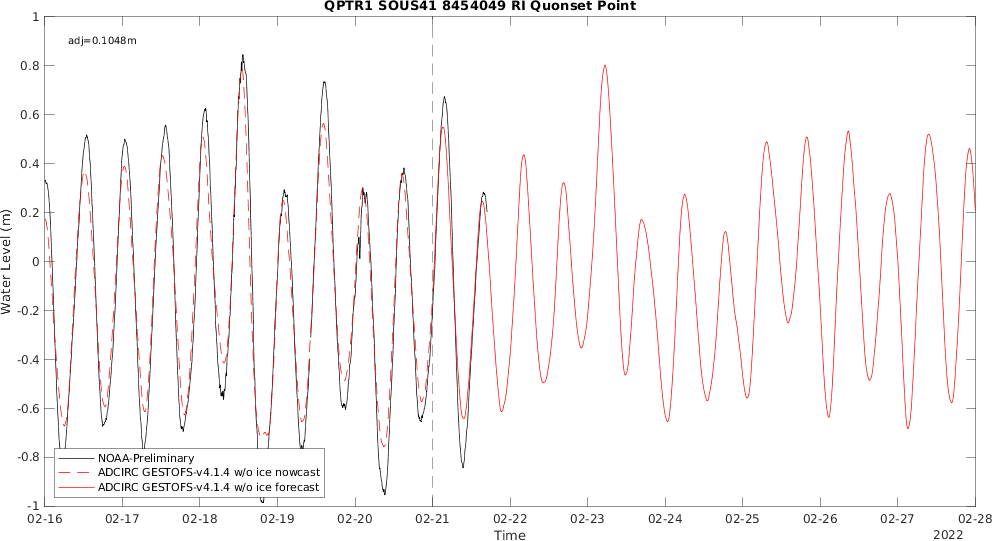 QPTR1 SOUS41 8454049 RI Quonset Point
adj=0.1048m
1
0.8
0.6
0.4
0.2
0
-0.2
-0.4
-0.6
-0.8
-1
Water Level (m)
NOAA-Preliminary
ADCIRC GESTOFS-v4.1.4 w/o ice nowcast
ADCIRC GESTOFS-v4.1.4 w/o ice forecast
02-16 02-17 02-18 02-19 02-20 02-21 02-22 02-23 02-24 02-25 02-26 02-27 02-28
Time
2022